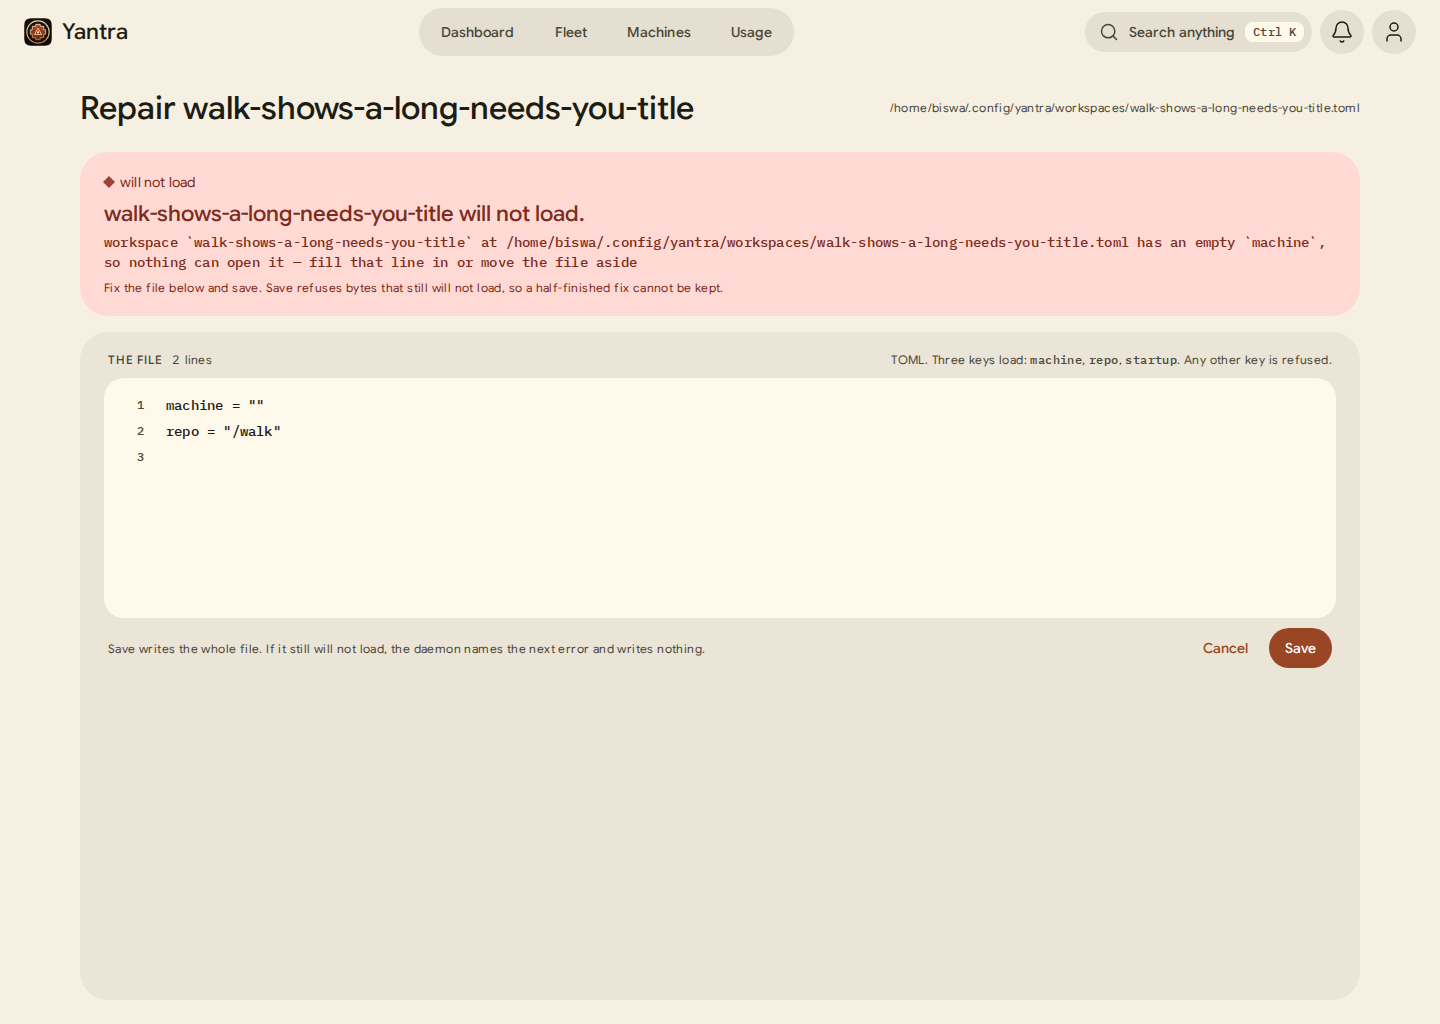 Yantra
Dashboard Fleet Machines Usage
Search anything Ctrl K
Repair walk-shows-a-long-needs-you-title
/home/biswa/.config/yantra/workspaces/walk-shows-a-long-needs-you-title.toml
will not load
walk-shows-a-long-needs-you-title will not load.
workspace `walk-shows-a-long-needs-you-title` at /home/biswa/.config/yantra/workspaces/walk-shows-a-long-needs-you-title.toml has an empty `machine`,
so nothing can open it — fill that line in or move the file aside
Fix the file below and save. Save refuses bytes that still will not load, so a half-finished fix cannot be kept.
THE FILE 2 lines
TOML. Three keys load: machine, repo, startup. Any other key is refused.
1 machine = ""
2 repo = "/walk"
3
Save writes the whole file. If it still will not load, the daemon names the next error and writes nothing.
Cancel Save